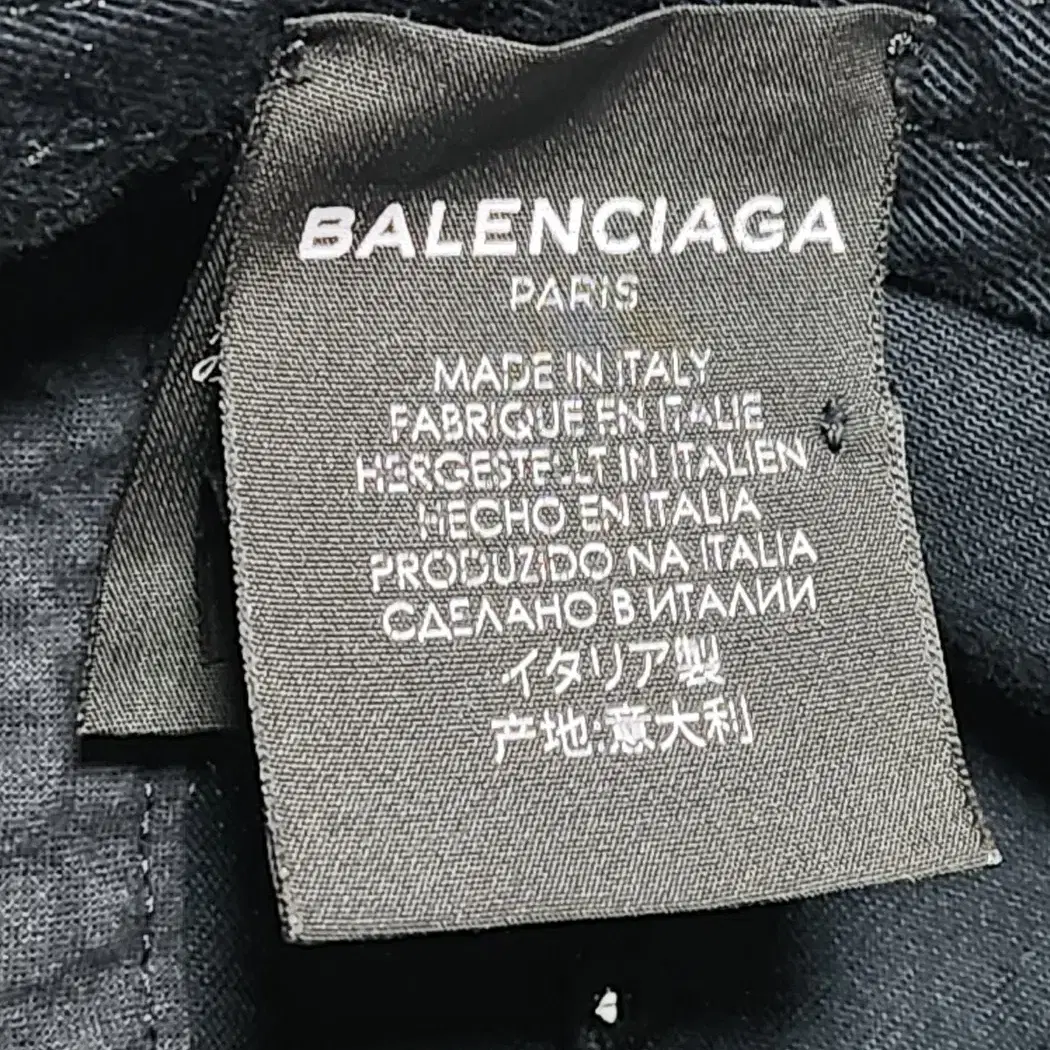 BALENCIAGA
PARIS
MADE IN ITALY
FABRIQUE EN ITALIE
HERGESTELLT IN ITALIEN
HECHO EN ITALIA
PRODUZIDO NA ITALIA
СДЕЛАНО В ИТАЛИИ
イタリア製
产地:意大利